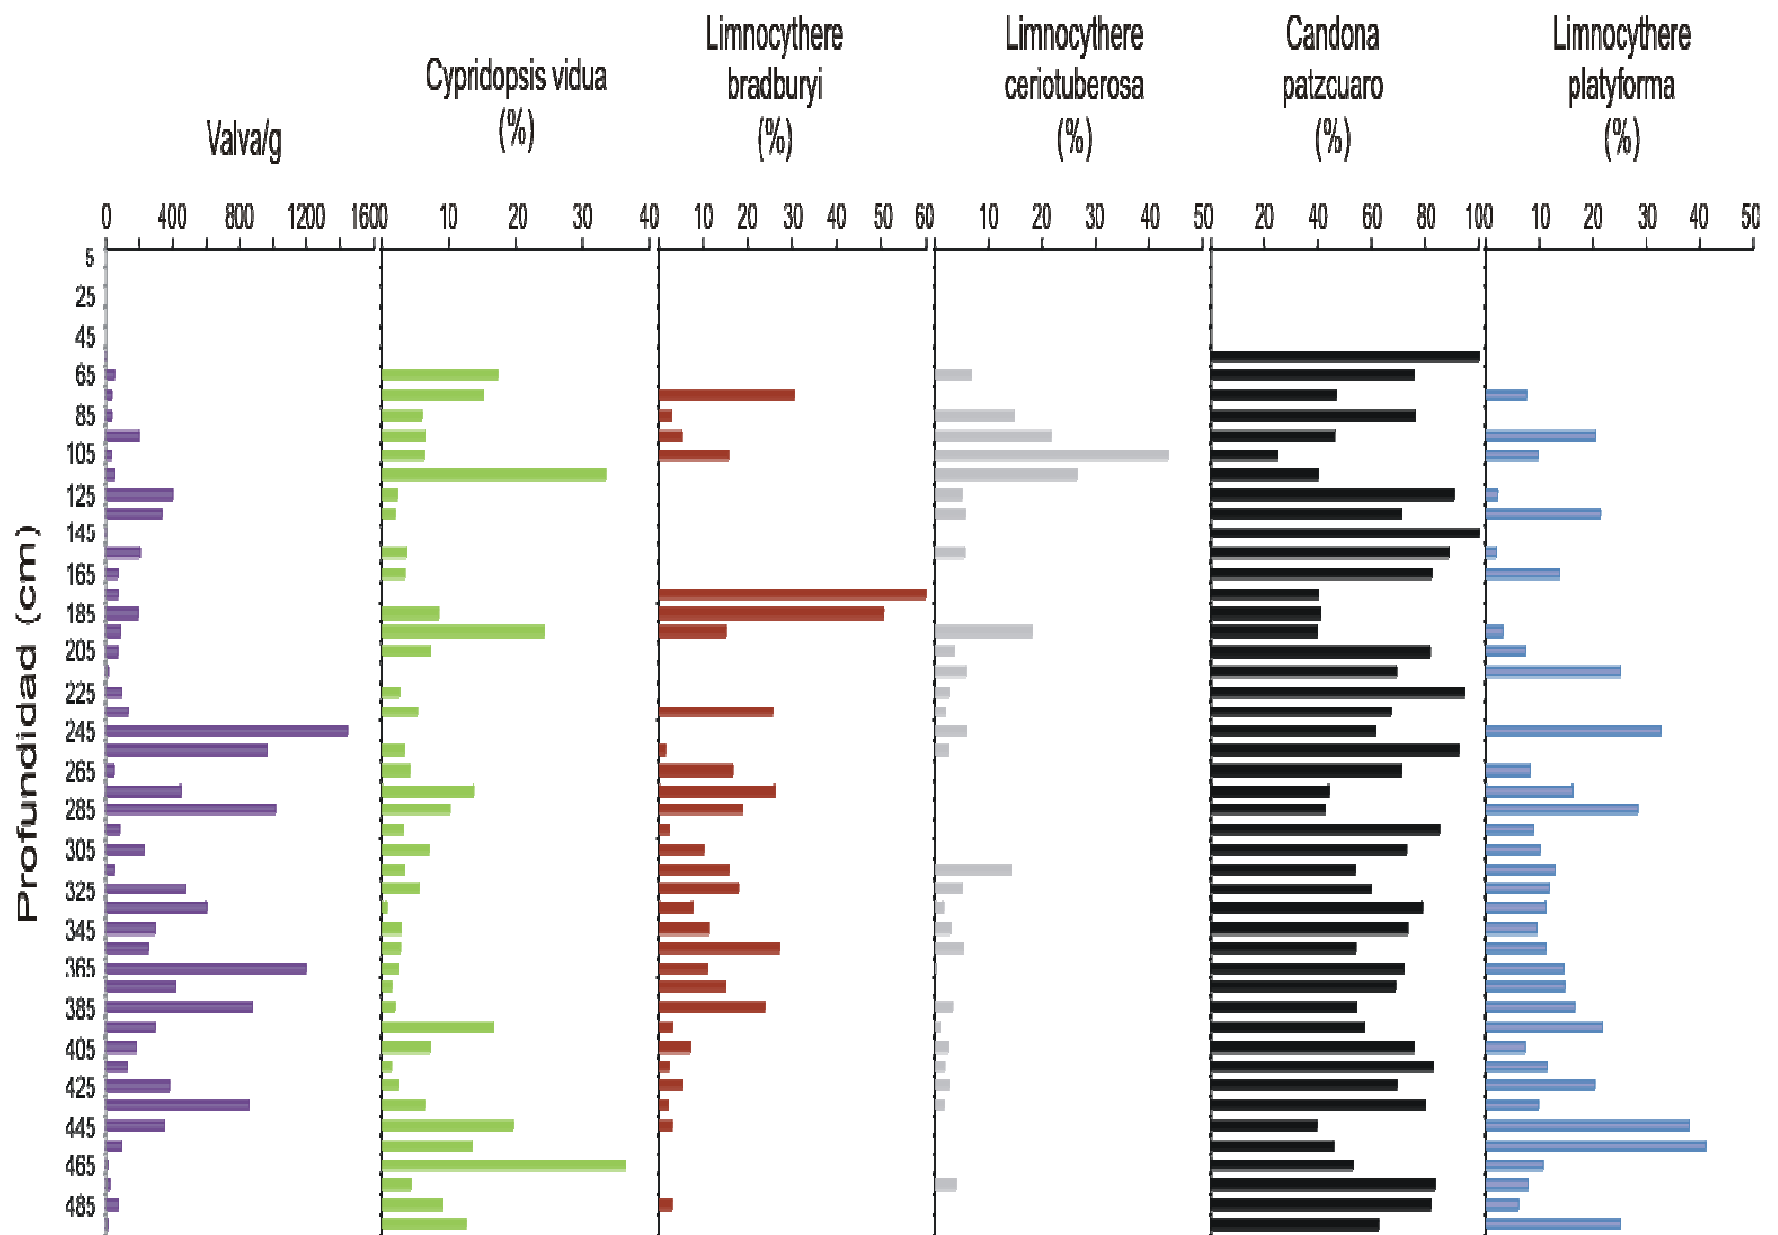 Limnocythere
bradburyi
(%)
Limnocythere
ceriotuberosa
(%)
Candona
patzcuaro
(%)
Limnocythere
platyforma
(%)
Cypridopsis vidua
(%)
Valva/g
0 400 800 1200 1600
0 10 20 30 40
10 20 30 40 50 60
10 20 30 40 50
20 40 60 80 100
0 10 20 30 40 50
Profundidad (cm)
5
25
45
65
85
105
125
145
165
185
205
225
245
265
285
305
325
345
365
385
405
425
445
465
485